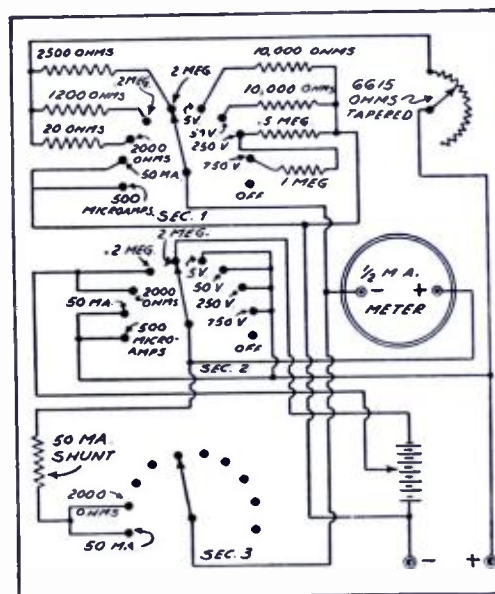 2500 OHMS
.2 MEG.
2 MEG.
10,000 OHMS
1200 OHMS
5V
10,000 OHMS
6615
OHMS
TAPERED
20 OHMS
50V
.5 MEG
250 V
2000
OHMS
50 MA
750 V
1 MEG
500
MICROAMPS.
OFF
SEC. 1
2 MEG.
.2 MEG.
5V
50 V
250 V
750 V
2000
OHMS
50 MA.
500
MICRO-
AMPS
OFF
SEC. 2
1/2 M A.
- +
METER
50 MA.
SHUNT
2000
OHMS
50 MA
SEC. 3
- +